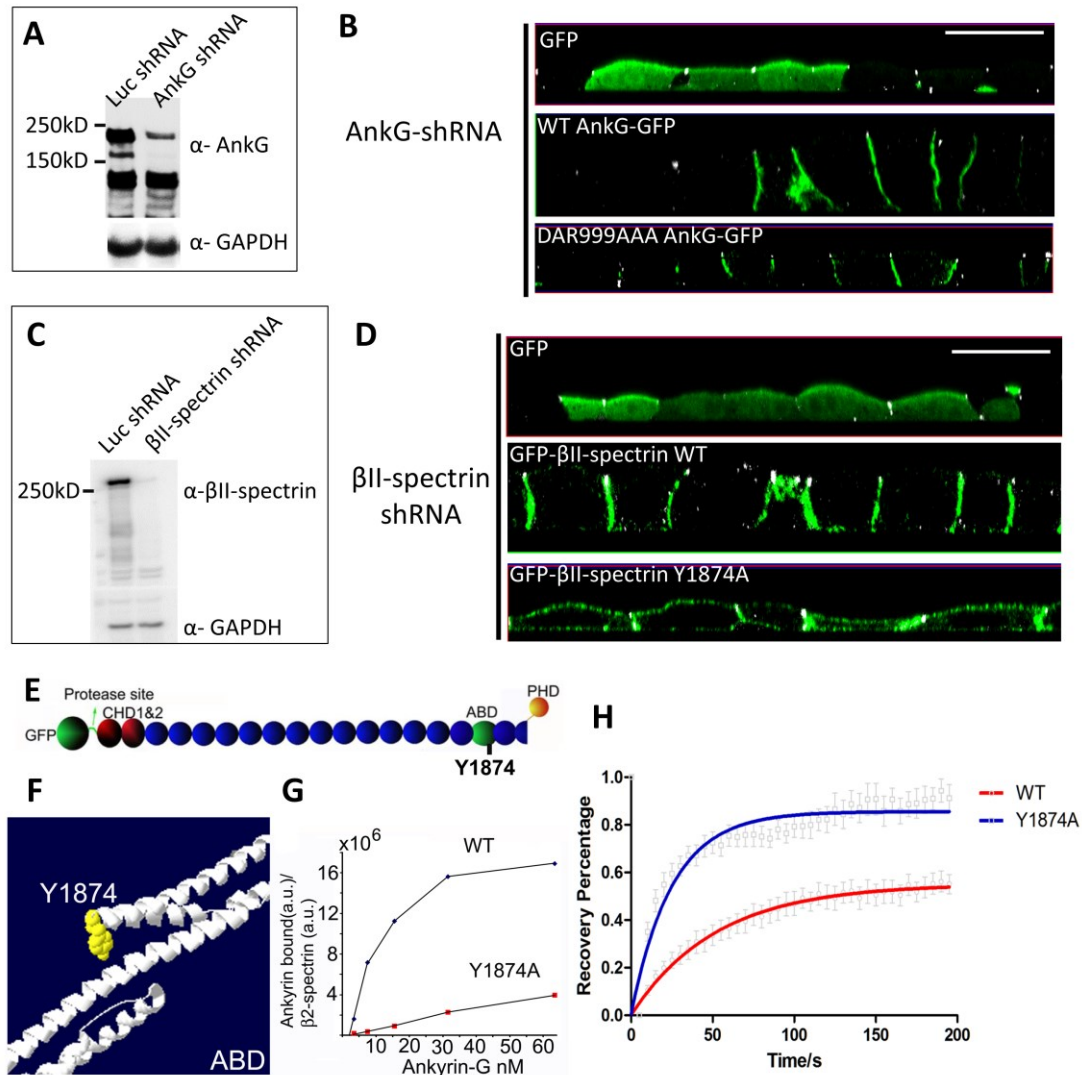 A
Luc shRNA
AnkG shRNA
250kD
150kD
α- AnkG
α- GAPDH
B
AnkG-shRNA
GFP
WT AnkG-GFP
DAR999AAA AnkG-GFP
C
Luc shRNA
βII-spectrin shRNA
250kD
α-βII-spectrin
α- GAPDH
D
βII-spectrin
shRNA
GFP
GFP-βII-spectrin WT
GFP-βII-spectrin Y1874A
E
Protease site
GFP
CHD1&2
ABD
PHD
Y1874
F
Y1874
ABD
G
x10⁶
16
12
8
4
Ankyrin bound(a.u.)/
β2-spectrin (a.u.)
WT
Y1874A
10 20 30 40 50 60
Ankyrin-G nM
H
1.0
0.8
0.6
0.4
0.2
0.0
Recovery Percentage
0 50 100 150 200
Time/s
WT
Y1874A